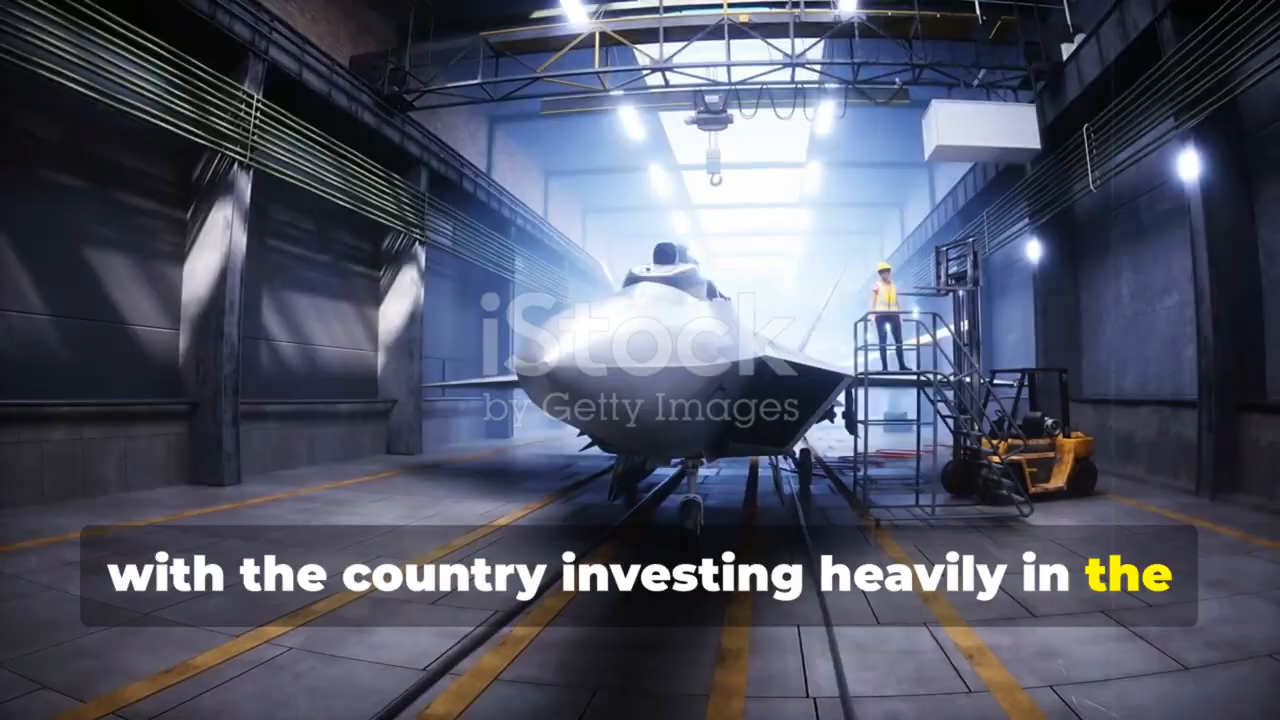 iStock
by Getty Images
with the country investing heavily in the